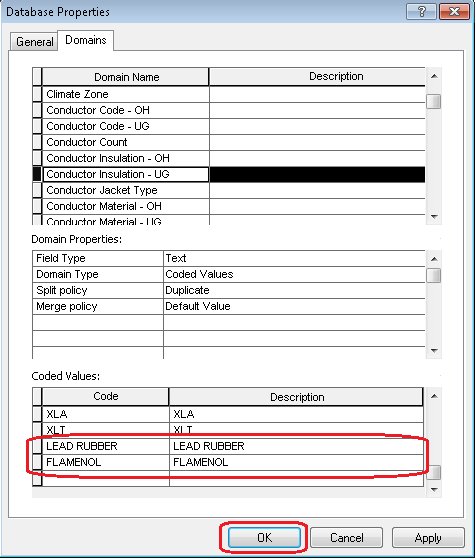 Database Properties
General Domains
Domain Name Description
Climate Zone
Conductor Code - OH
Conductor Code - UG
Conductor Count
Conductor Insulation - OH
Conductor Insulation - UG
Conductor Jacket Type
Conductor Material - OH
Conductor Material - UG
Domain Properties:
Field Type Text
Domain Type Coded Values
Split policy Duplicate
Merge policy Default Value
Coded Values:
Code Description
XLA XLA
XLT XLT
LEAD RUBBER LEAD RUBBER
FLAMENOL FLAMENOL
OK Cancel Apply